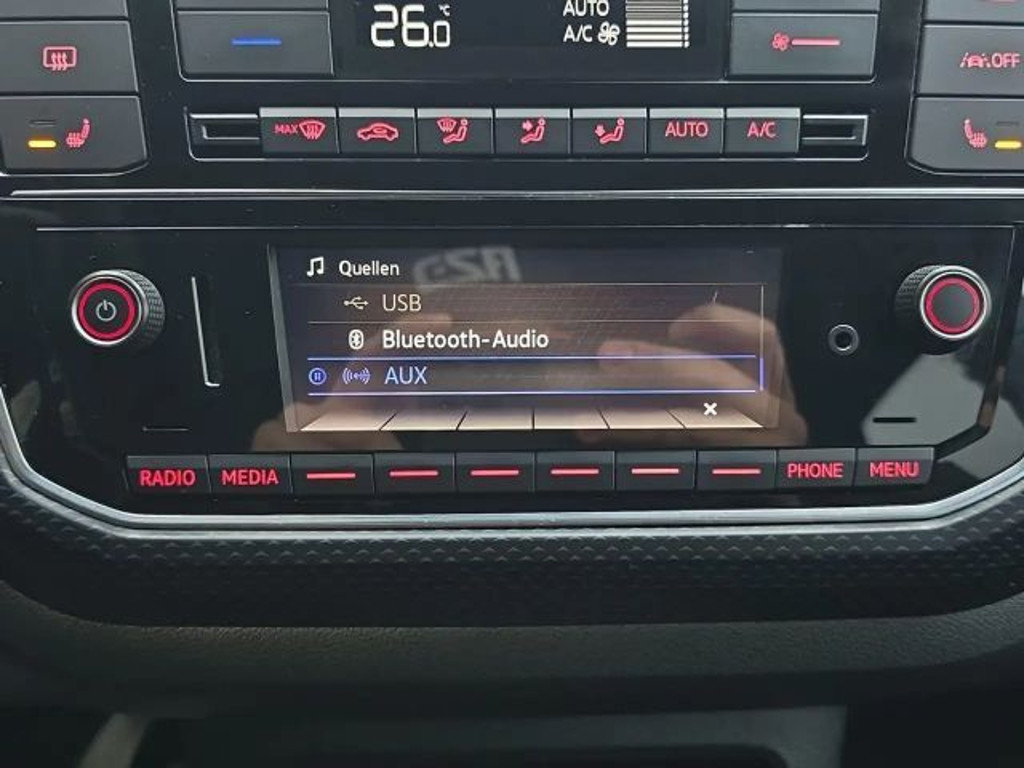 26.0 °C
AUTO
A/C
OFF
MAX
AUTO
A/C
Quellen
USB
Bluetooth-Audio
AUX
RADIO
MEDIA
PHONE
MENU